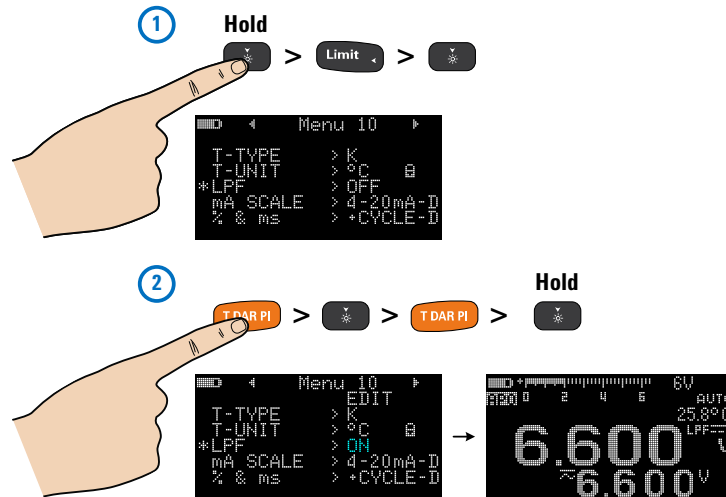 1
Hold
> Limit >
Menu 10
T-TYPE > K
T-UNIT > °C
*LPF > OFF
mA SCALE > 4-20mA-D
% & ms > +CYCLE-D
2
Hold
T DAR PI > > T DAR PI >
Menu 10
EDIT
T-TYPE > K
T-UNIT > °C
*LPF > ON
mA SCALE > 4-20mA-D
% & ms > +CYCLE-D
+ 6V
APO 0 2 4 6 AUTO
25.8°C
LPF
6.600 V
6.600 V